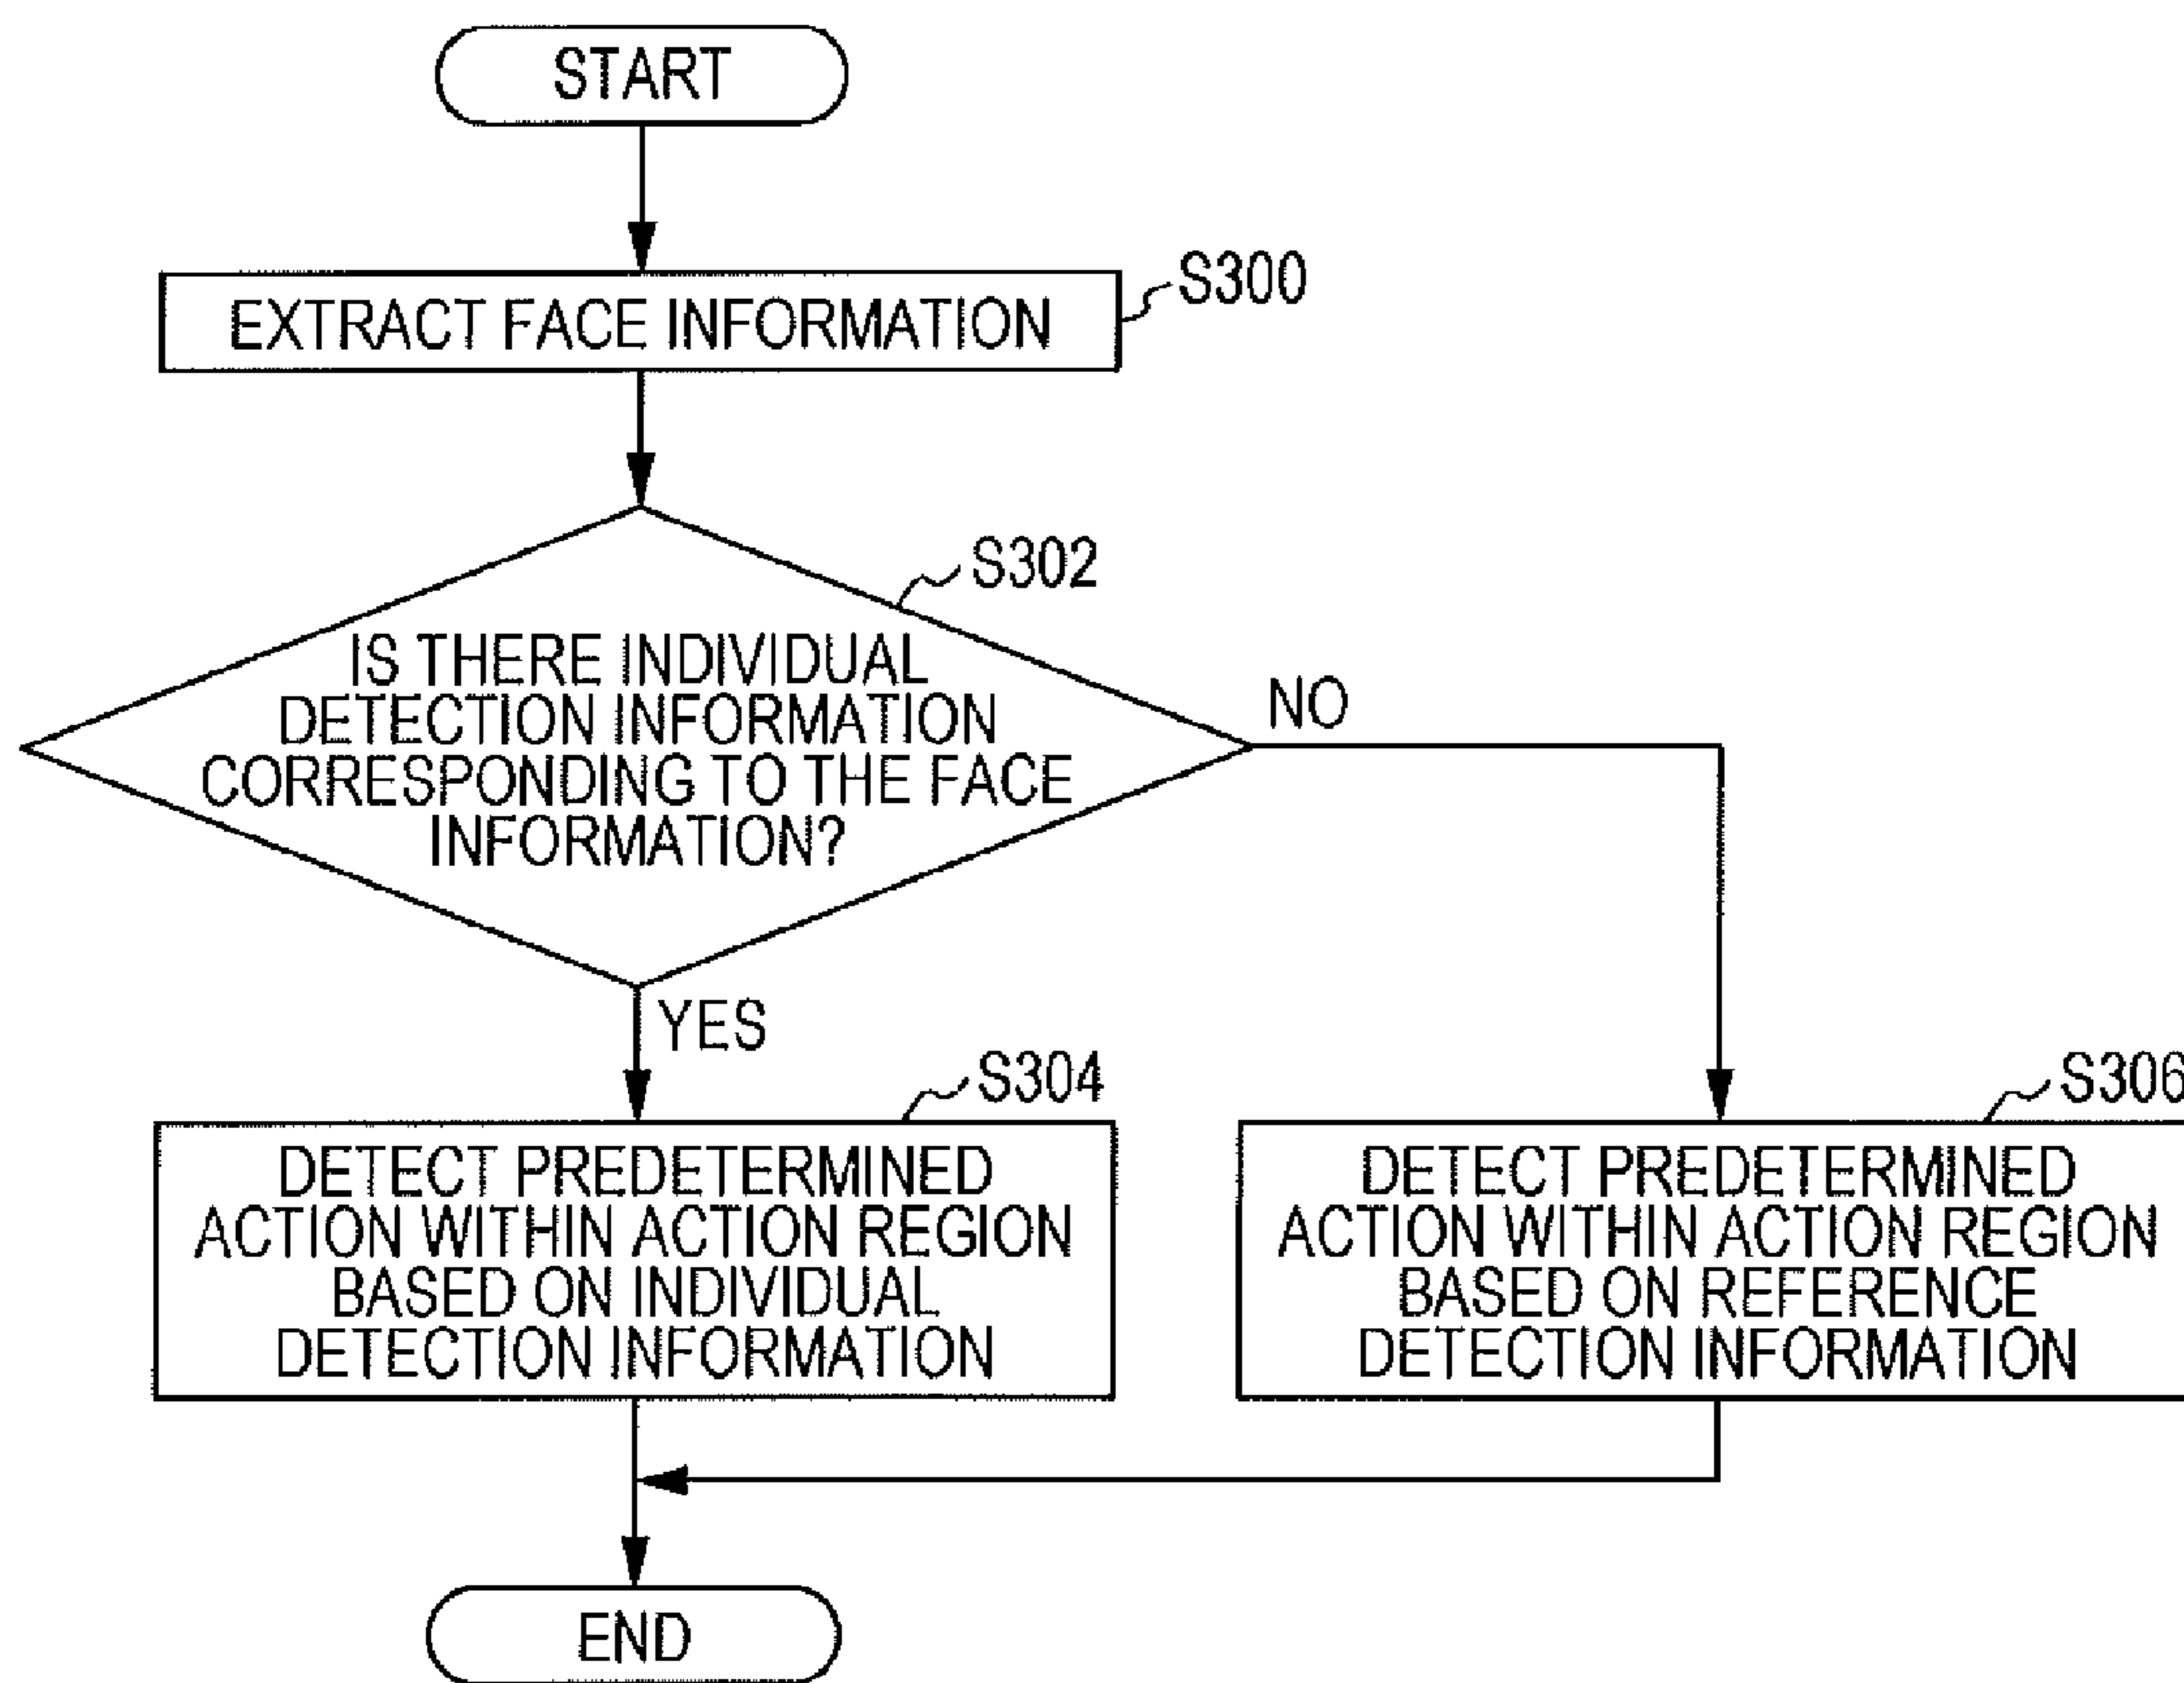 START
EXTRACT FACE INFORMATION
S300
S302
IS THERE INDIVIDUAL
DETECTION INFORMATION
CORRESPONDING TO THE FACE
INFORMATION?
NO
YES
S304
DETECT PREDETERMINED
ACTION WITHIN ACTION REGION
BASED ON INDIVIDUAL
DETECTION INFORMATION
S306
DETECT PREDETERMINED
ACTION WITHIN ACTION REGION
BASED ON REFERENCE
DETECTION INFORMATION
END